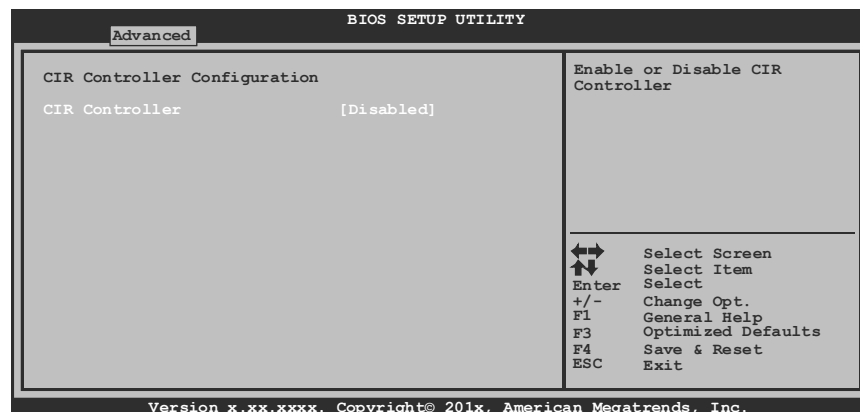 BIOS SETUP UTILITY
Advanced
CIR Controller Configuration
CIR Controller [Disabled]
Enable or Disable CIR
Controller
Select Screen
Select Item
Enter Select
+/- Change Opt.
F1 General Help
F3 Optimized Defaults
F4 Save & Reset
ESC Exit
Version x.xx.xxxx. Copyright© 201x, American Megatrends, Inc.